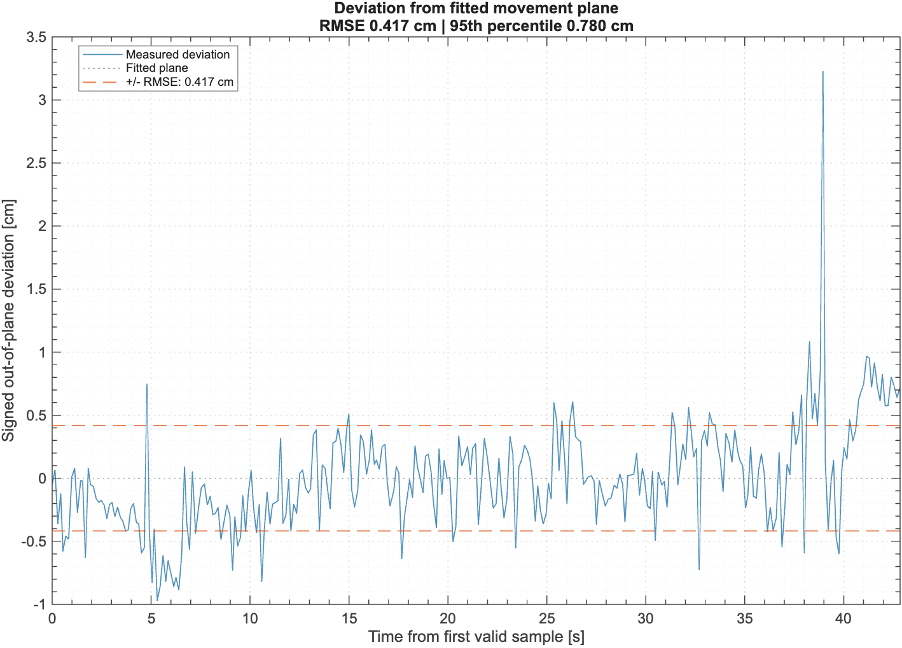 Deviation from fitted movement plane
RMSE 0.417 cm | 95th percentile 0.780 cm
Measured deviation
Fitted plane
+/- RMSE: 0.417 cm
Signed out-of-plane deviation [cm]
3.5
3
2.5
2
1.5
1
0.5
0
-0.5
-1
0 5 10 15 20 25 30 35 40
Time from first valid sample [s]